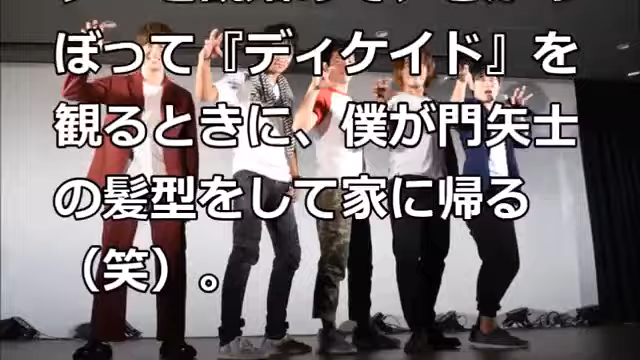 ぼって『ディケイド』を
観るときに、僕が門矢士
の髪型をして家に帰る
（笑）。